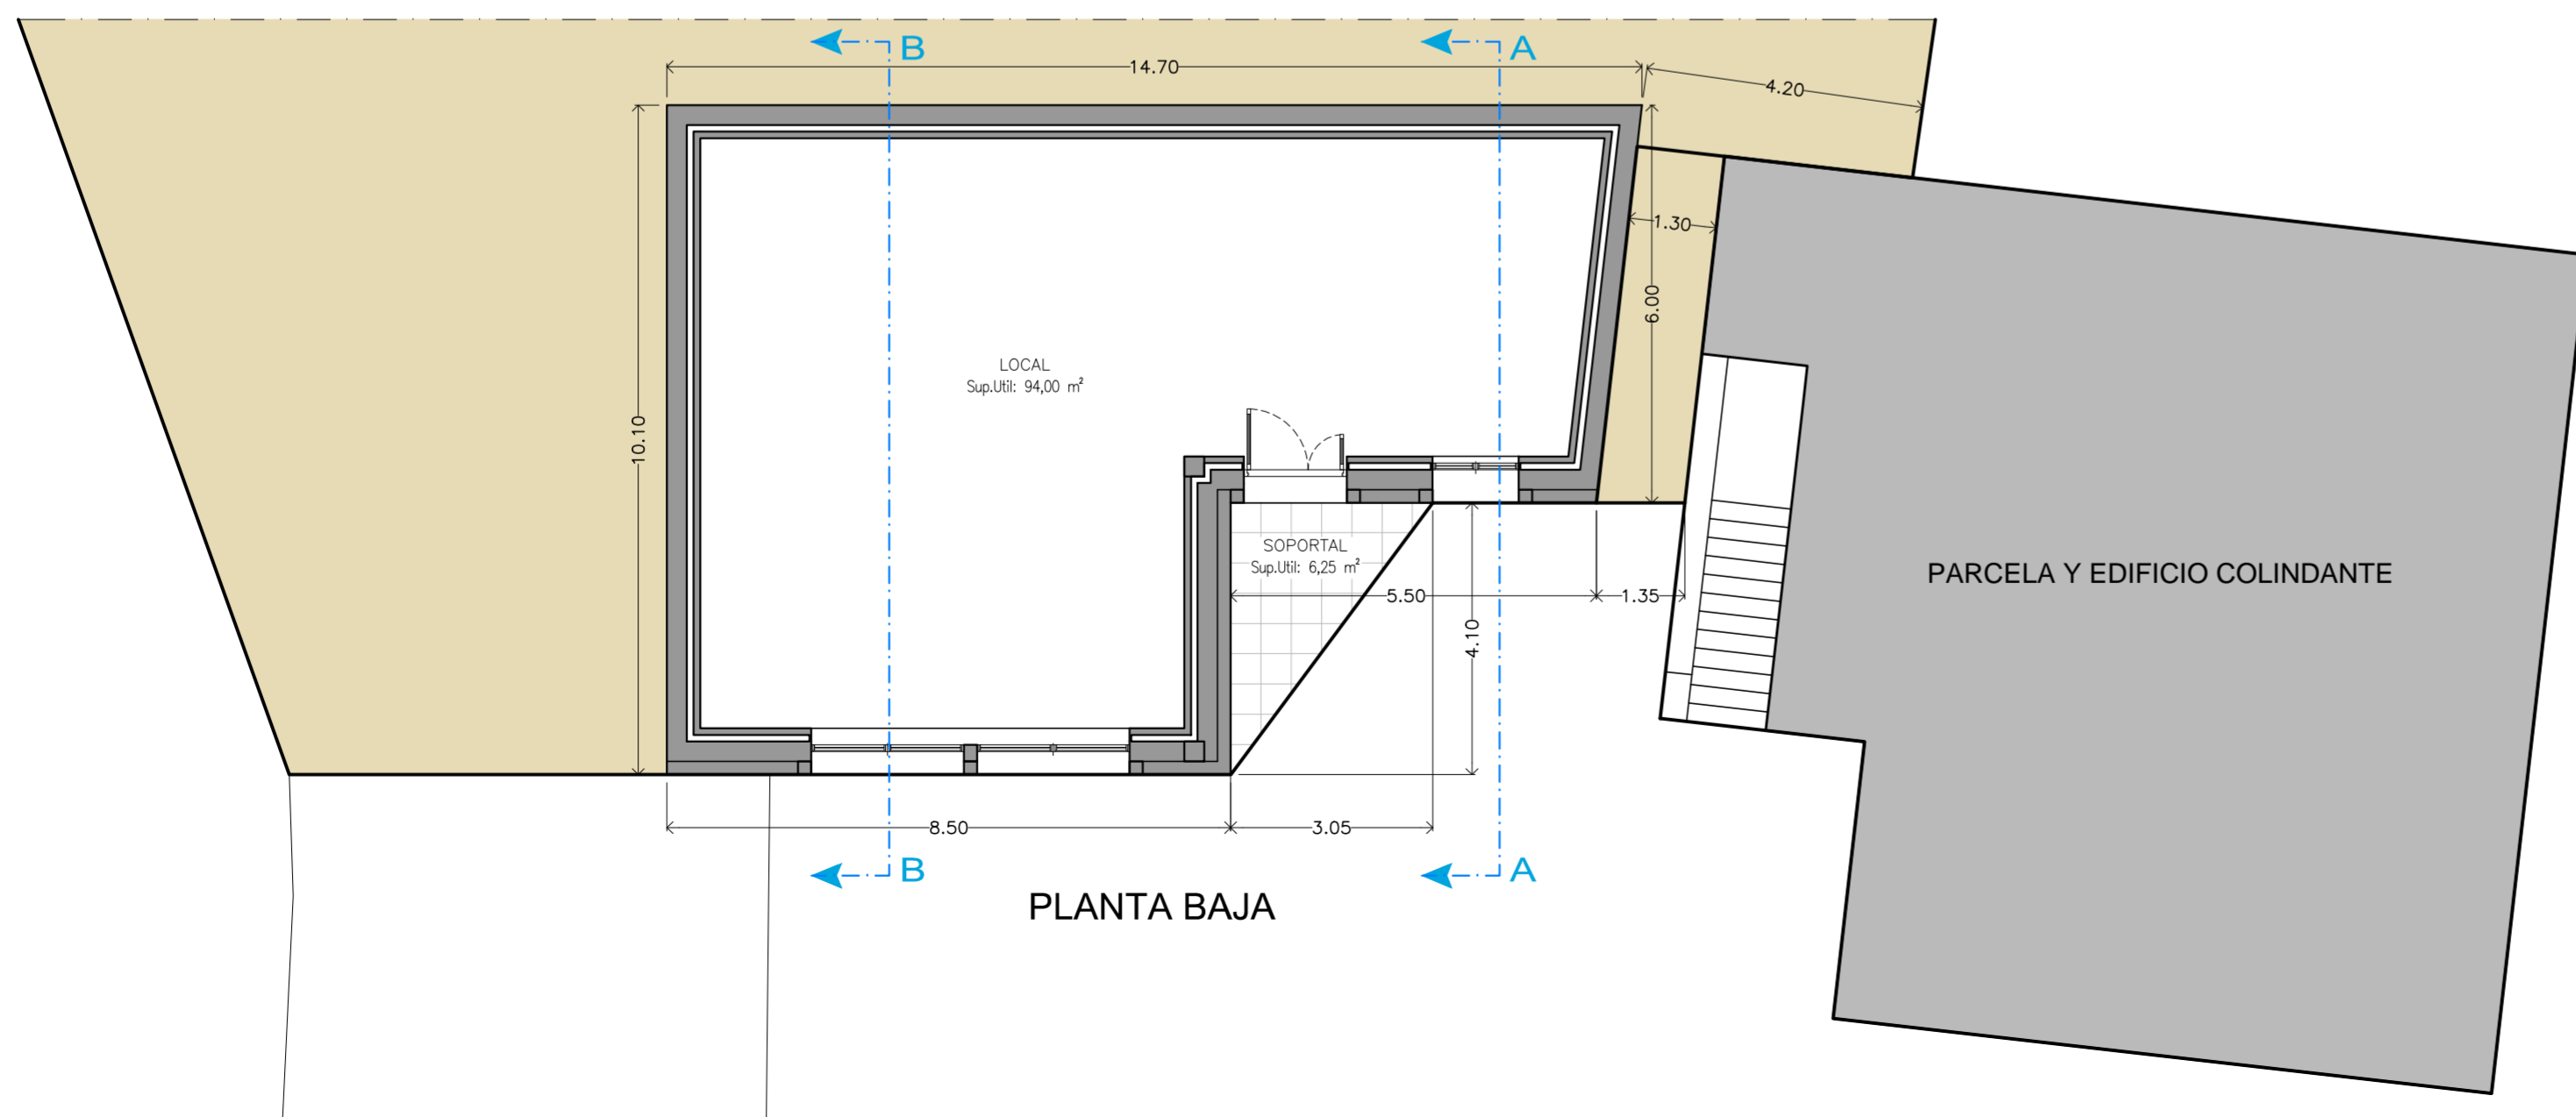 B
A
14.70
4.20
1.30
6.00
LOCAL
Sup.Util: 94,00 m²
10.10
SOPORTAL
Sup.Util: 6,25 m²
PARCELA Y EDIFICIO COLINDANTE
5.50
1.35
4.10
8.50
3.05
B
A
PLANTA BAJA